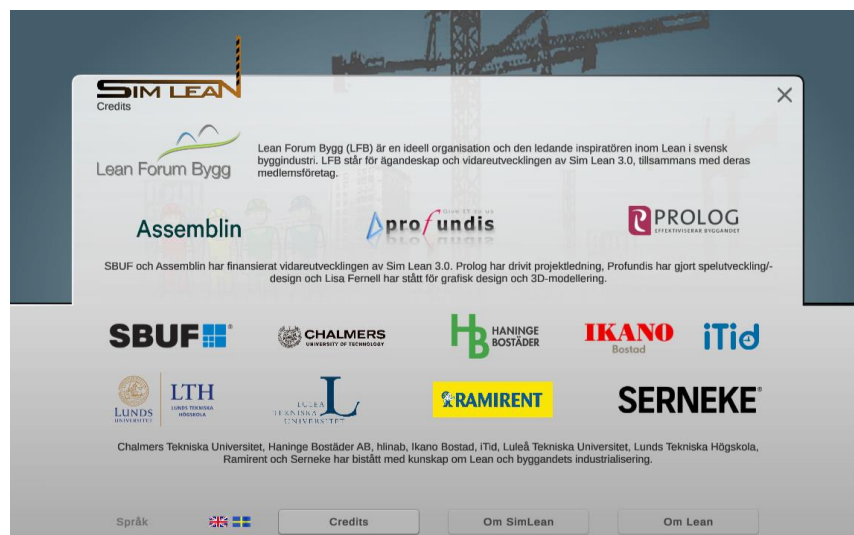 SIM LEAN
Credits
Lean Forum Bygg
Lean Forum Bygg (LFB) är en ideell organisation och den ledande inspiratören inom Lean i svensk
byggindustri. LFB står för ägandeskap och vidareutvecklingen av Sim Lean 3.0, tillsammans med deras
medlemsföretag.
Assemblin
Give IT to us
profundis
PROLOG
EFFEKTIVISERAR BYGGANDET
SBUF och Assemblin har finansierat vidareutvecklingen av Sim Lean 3.0. Prolog har drivit projektledning, Profundis har gjort spelutveckling/-
design och Lisa Fernell har stått för grafisk design och 3D-modellering.
SBUF
CHALMERS
UNIVERSITY OF TECHNOLOGY
HB HANINGE
BOSTÄDER
IKANO
Bostad
iTid
LUNDS
UNIVERSITET
LTH
LUNDS TEKNISKA
HÖGSKOLA
L
LULEÅ
TEKNISKA
UNIVERSITET
RAMIRENT
SERNEKE®
Chalmers Tekniska Universitet, Haninge Bostäder AB, hlinab, Ikano Bostad, iTid, Luleå Tekniska Universitet, Lunds Tekniska Högskola,
Ramirent och Serneke har bistått med kunskap om Lean och byggandets industrialisering.
Språk
Credits
Om SimLean
Om Lean